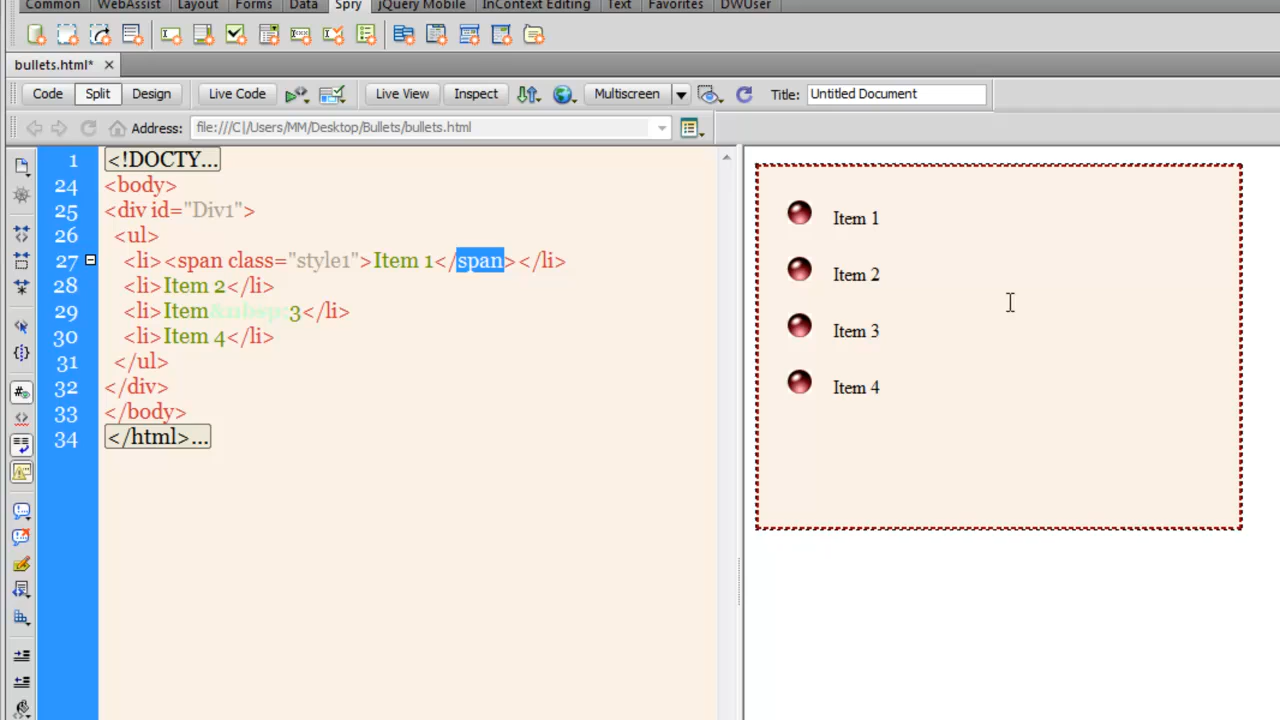 Common WebAssist Layout Forms Data Spry jQuery Mobile InContext Editing Text Favorites DWUser
bullets.html*
Code Split Design Live Code Live View Inspect Multiscreen Title: Untitled Document
Address: file:///C|/Users/MM/Desktop/Bullets/bullets.html
1 <!DOCTY...
24 <body>
25 <div id="Div1">
26 <ul>
27 <li><span class="style1">Item 1</span></li>
28 <li>Item 2</li>
29 <li>Item&nbsp;3</li>
30 <li>Item 4</li>
31 </ul>
32 </div>
33 </body>
34 </html>...
Item 1
Item 2
Item 3
Item 4